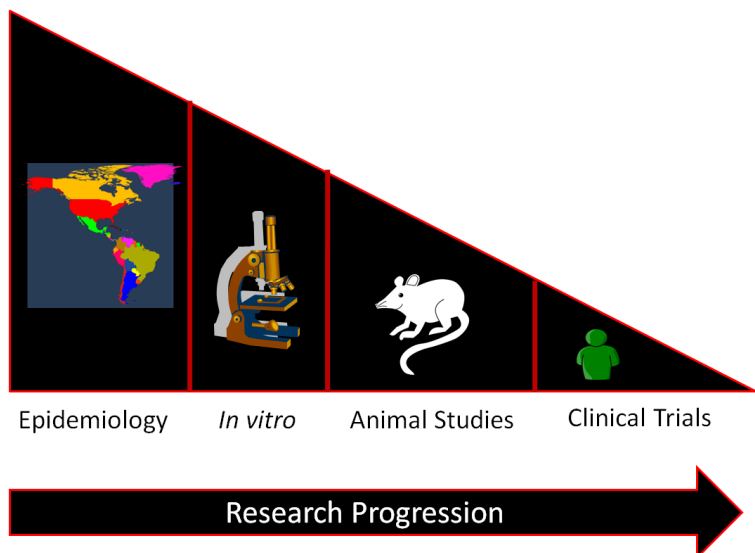 Epidemiology
In vitro
Animal Studies
Clinical Trials
Research Progression